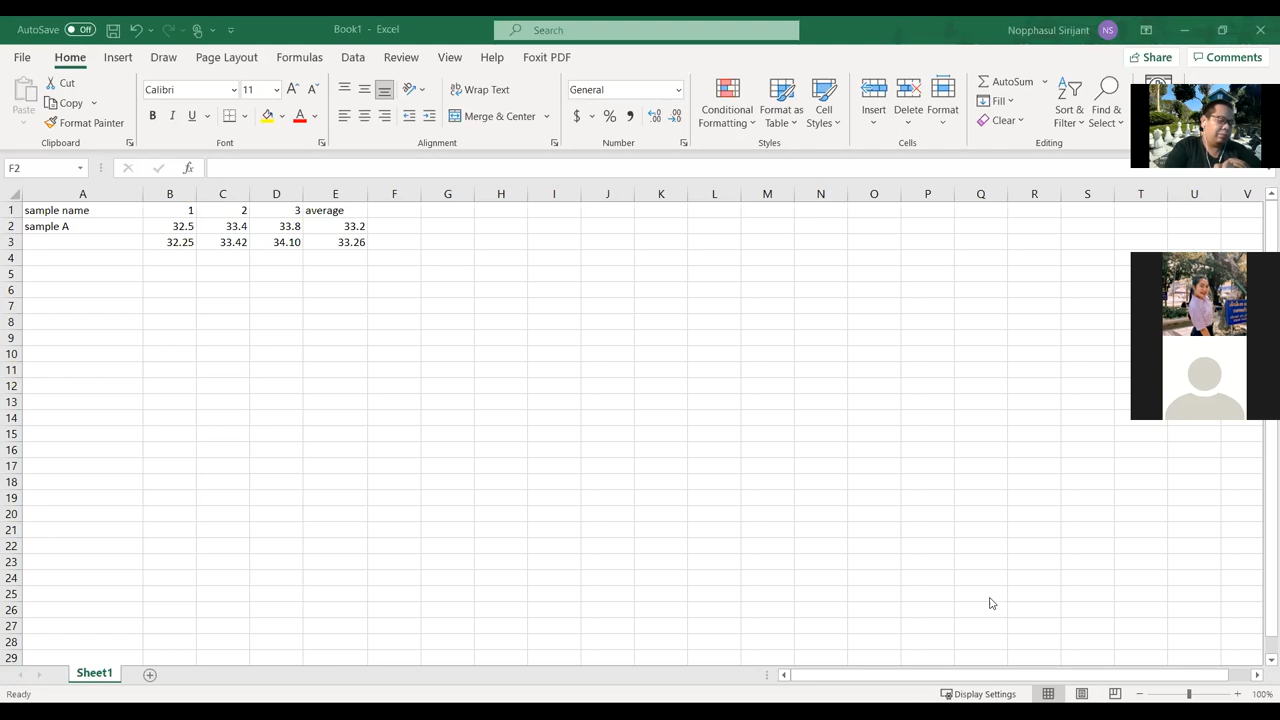 AutoSave Off Book1 - Excel Search Nopphasul Sirijant NS
File Home Insert Draw Page Layout Formulas Data Review View Help Foxit PDF Share Comments
Paste Cut Copy Format Painter Clipboard
Calibri 11 A A B I U A Font
Wrap Text Merge & Center Alignment
General $ % , Number
Conditional Formatting Format as Table Cell Styles Styles
Insert Delete Format Cells
AutoSum Fill Clear Sort & Filter Find & Select Editing
F2 fx
A B C D E F G H I J K L M N O P Q R S T U V
1 sample name 1 2 3 average
2 sample A 32.5 33.4 33.8 33.2
3 32.25 33.42 34.10 33.26
4
5
6
7
8
9
10
11
12
13
14
15
16
17
18
19
20
21
22
23
24
25
26
27
28
29
Sheet1
Ready Display Settings 100%